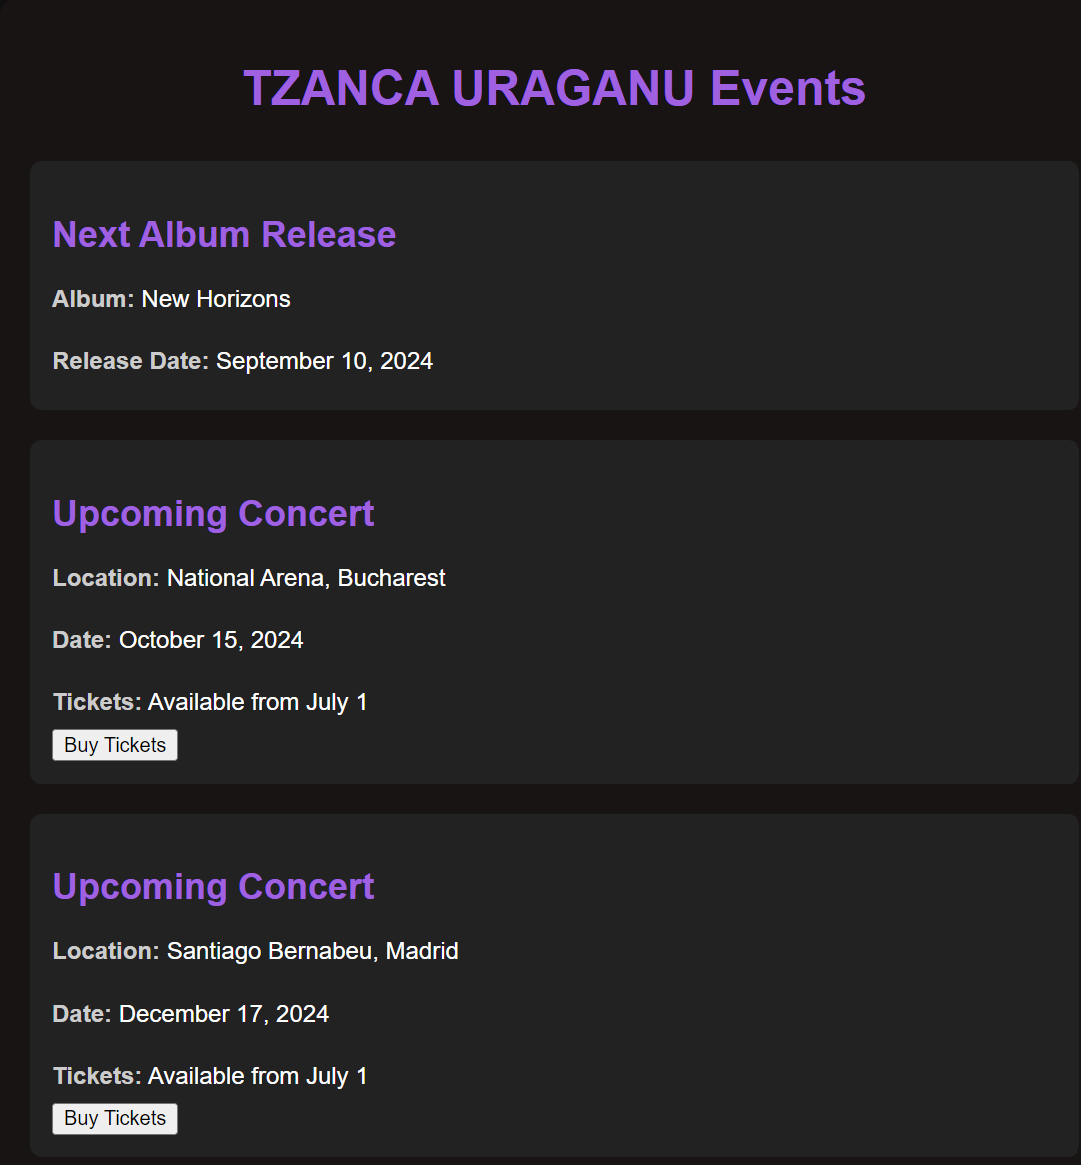 TZANCA URAGANU Events
Next Album Release
Album: New Horizons
Release Date: September 10, 2024
Upcoming Concert
Location: National Arena, Bucharest
Date: October 15, 2024
Tickets: Available from July 1
Buy Tickets
Upcoming Concert
Location: Santiago Bernabeu, Madrid
Date: December 17, 2024
Tickets: Available from July 1
Buy Tickets